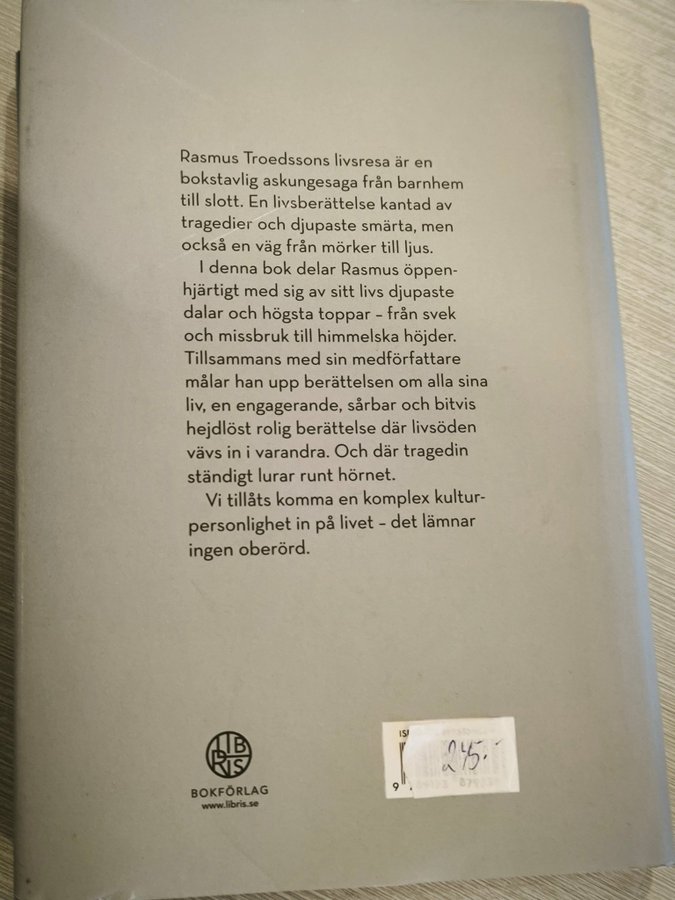 Rasmus Troedssons livsresa är en
bokstavlig askungesaga från barnhem
till slott. En livsberättelse kantad av
tragedier och djupaste smärta, men
också en väg från mörker till ljus.
I denna bok delar Rasmus öppen-
hjärtigt med sig av sitt livs djupaste
dalar och högsta toppar – från svek
och missbruk till himmelska höjder.
Tillsammans med sin medförfattare
målar han upp berättelsen om alla sina
liv, en engagerande, sårbar och bitvis
hejdlöst rolig berättelse där livsöden
vävs in i varandra. Och där tragedin
ständigt lurar runt hörnet.
Vi tillåts komma en komplex kultur-
personlighet in på livet – det lämnar
ingen oberörd.
LIBRIS
BOKFÖRLAG
www.libris.se
245.-
9